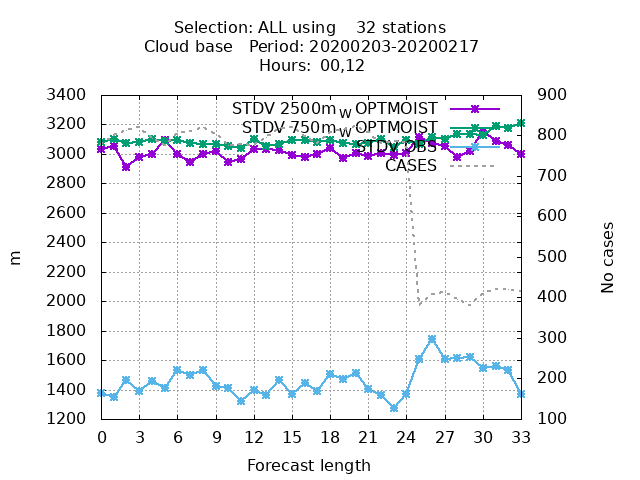 Selection: ALL using 32 stations
Cloud base Period: 20200203-20200217
Hours: 00,12
STDV 2500m_W OPTMOIST
STDV 750m_W OPTMOIST
STDV OBS
CASES
3400
3200
3000
2800
2600
2400
2200
2000
1800
1600
1400
1200
m
900
800
700
600
500
400
300
200
100
No cases
0 3 6 9 12 15 18 21 24 27 30 33
Forecast length